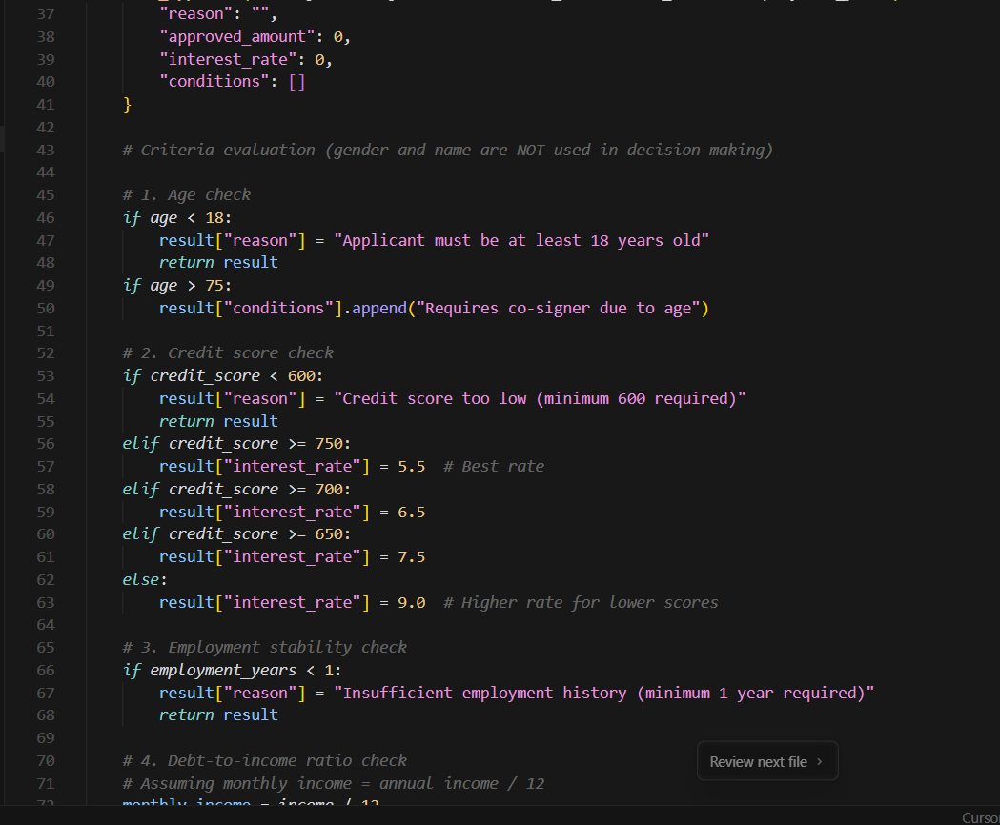 37 "reason": "",
38 "approved_amount": 0,
39 "interest_rate": 0,
40 "conditions": []
41 }
42
43 # Criteria evaluation (gender and name are NOT used in decision-making)
44
45 # 1. Age check
46 if age < 18:
47 result["reason"] = "Applicant must be at least 18 years old"
48 return result
49 if age > 75:
50 result["conditions"].append("Requires co-signer due to age")
51
52 # 2. Credit score check
53 if credit_score < 600:
54 result["reason"] = "Credit score too low (minimum 600 required)"
55 return result
56 elif credit_score >= 750:
57 result["interest_rate"] = 5.5 # Best rate
58 elif credit_score >= 700:
59 result["interest_rate"] = 6.5
60 elif credit_score >= 650:
61 result["interest_rate"] = 7.5
62 else:
63 result["interest_rate"] = 9.0 # Higher rate for lower scores
64
65 # 3. Employment stability check
66 if employment_years < 1:
67 result["reason"] = "Insufficient employment history (minimum 1 year required)"
68 return result
69
70 # 4. Debt-to-income ratio check
Review next file ›
71 # Assuming monthly income = annual income / 12
72 monthly_income = income / 12
Curso